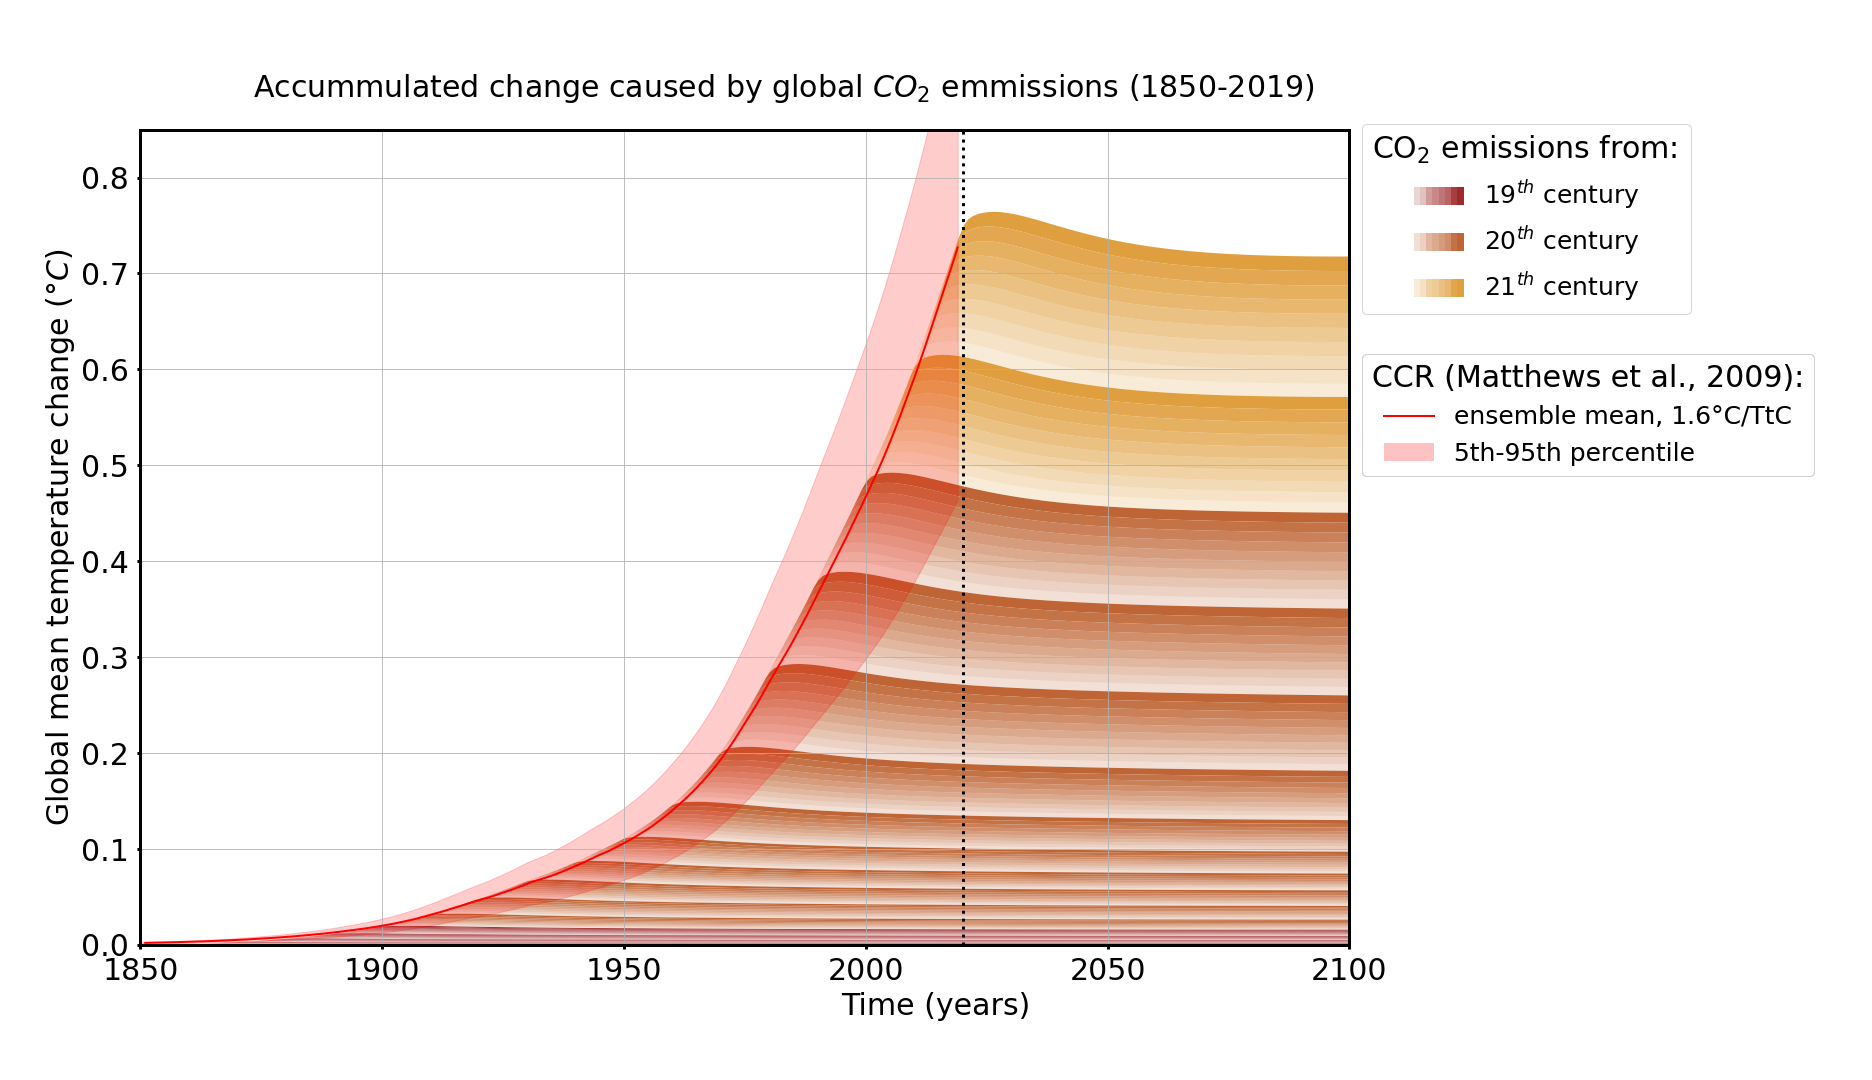 Accummulated change caused by global CO₂ emmissions (1850-2019)
Global mean temperature change (°C)
0.8
0.7
0.6
0.5
0.4
0.3
0.2
0.1
0.0
1850 1900 1950 2000 2050 2100
Time (years)
CO₂ emissions from:
19th century
20th century
21th century
CCR (Matthews et al., 2009):
ensemble mean, 1.6°C/TtC
5th-95th percentile